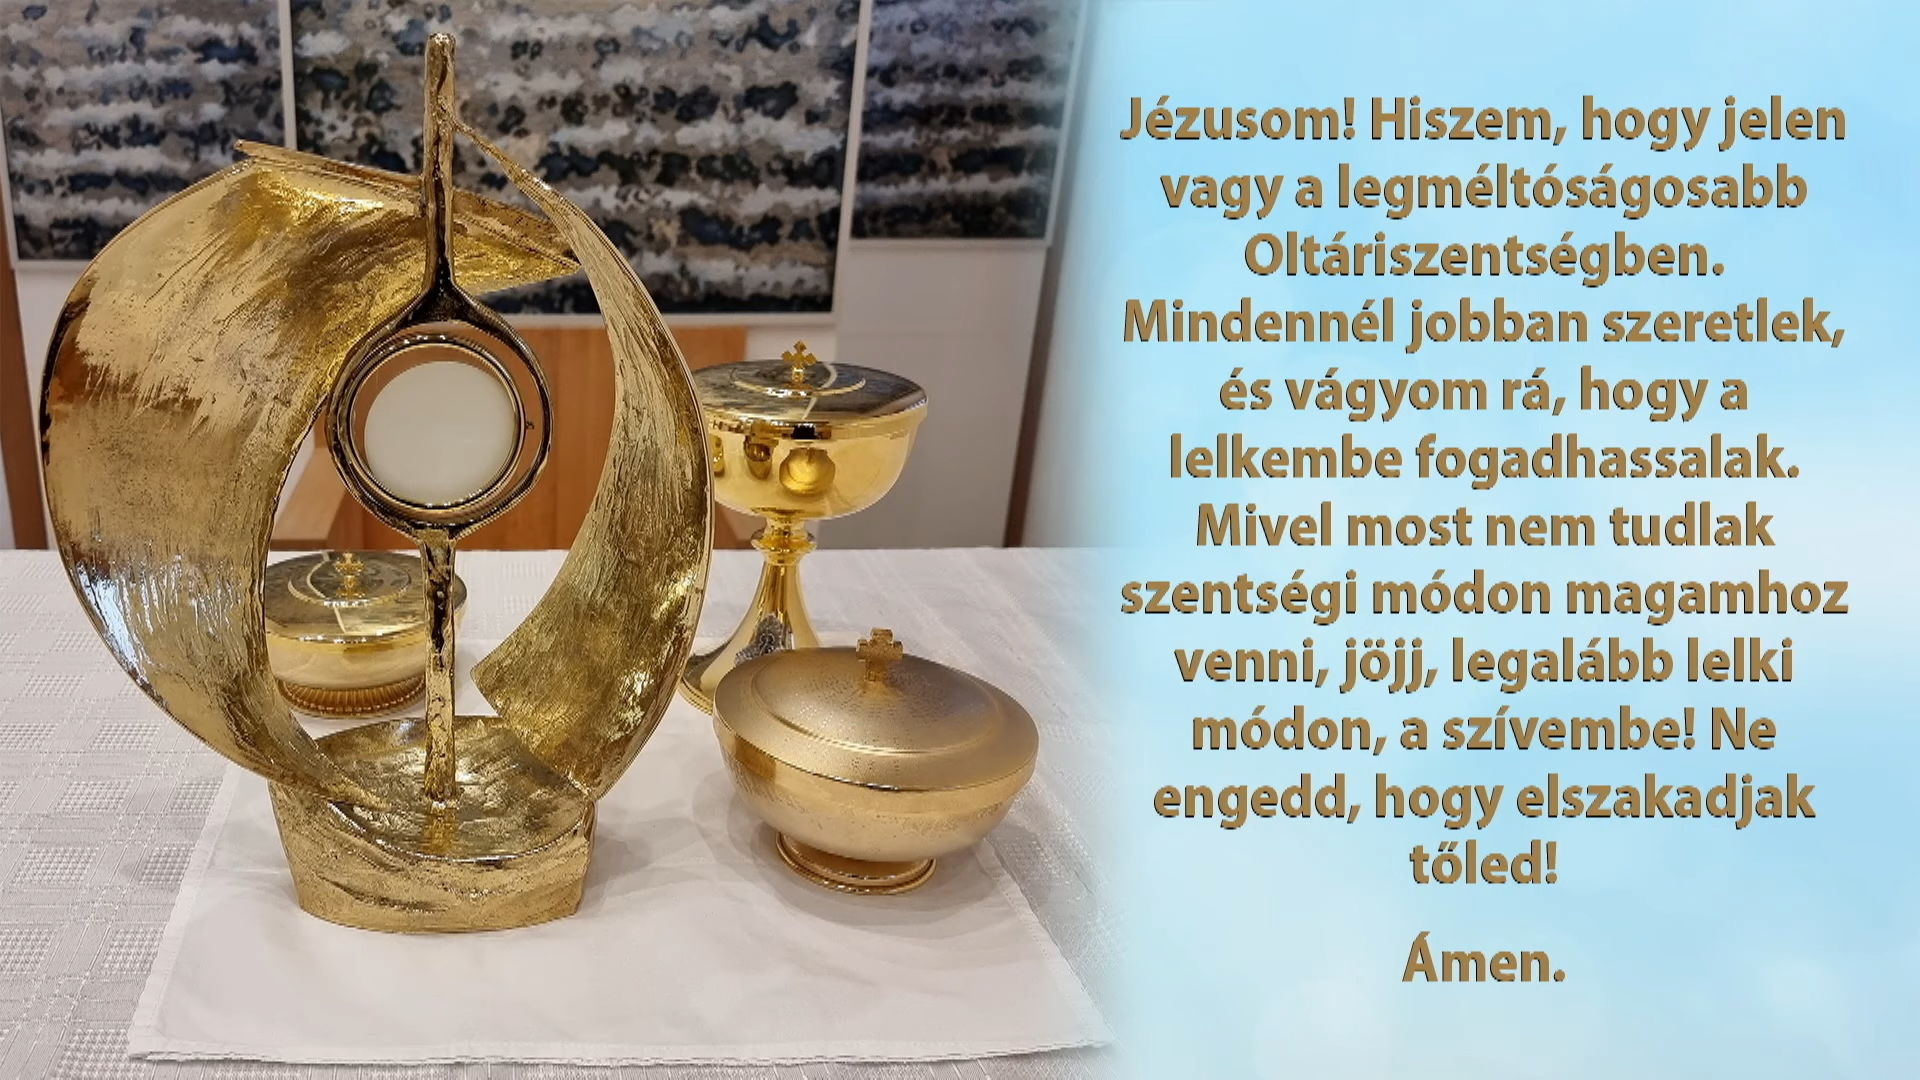 Jézusom! Hiszem, hogy jelen
vagy a legméltóságosabb
Oltáriszentségben.
Mindennél jobban szeretlek,
és vágyom rá, hogy a
lelkembe fogadhassalak.
Mivel most nem tudlak
szentségi módon magamhoz
venni, jöjj, legalább lelki
módon, a szívembe! Ne
engedd, hogy elszakadjak
tőled!
Ámen.